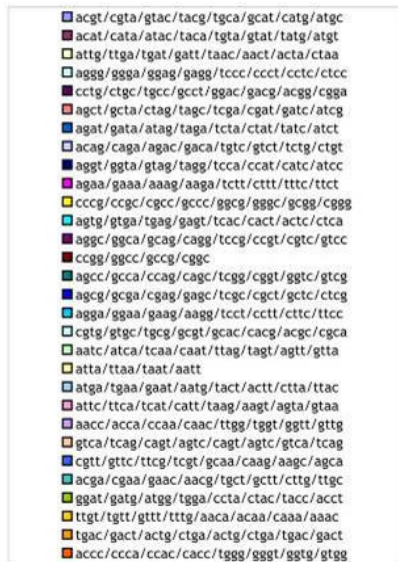 acgt/cgta/gtac/tacg/tgca/gcat/catg/atgc
acat/cata/atac/taca/tgta/gtat/tatg/atgt
attg/ttga/tgat/gatt/taac/aact/acta/ctaa
aggg/ggga/ggag/gagg/tccc/ccct/cctc/ctcc
cctg/ctgc/tgcc/gcct/ggac/gacg/acgg/cgga
agct/gcta/ctag/tagc/tcga/cgat/gatc/atcg
agat/gata/atag/taga/tcta/ctat/tatc/atct
acag/caga/agac/gaca/tgtc/gtct/tctg/ctgt
aggt/ggta/gtag/tagg/tcca/ccat/catc/atcc
agaa/gaaa/aaag/aaga/tctt/cttt/tttc/ttct
cccg/ccgc/cgcc/gccc/ggcg/gggc/gcgg/cggg
agtg/gtga/tgag/gagt/tcac/cact/actc/ctca
aggc/ggca/gcag/cagg/tccg/ccgt/cgtc/gtcc
ccgg/ggcc/gccg/cggc
agcc/gcca/ccag/cagc/tcgg/cggt/ggtc/gtcg
agcg/gcga/cgag/gagc/tcgc/cgct/gctc/ctcg
agga/ggaa/gaag/aagg/tcct/cctt/cttc/ttcc
cgtg/gtgc/tgcg/gcgt/gcac/cacg/acgc/cgca
aatc/atca/tcaa/caat/ttag/tagt/agtt/gtta
atta/ttaa/taat/aatt
atga/tgaa/gaat/aatg/tact/actt/ctta/ttac
attc/ttca/tcat/catt/taag/aagt/agta/gtaa
aacc/acca/ccaa/caac/ttgg/tggt/ggtt/gttg
gtca/tcag/cagt/agtc/cagt/agtc/gtca/tcag
cgtt/gttc/ttcg/tcgt/gcaa/caag/aagc/agca
acga/cgaa/gaac/aacg/tgct/gctt/cttg/ttgc
ggat/gatg/atgg/tgga/ccta/ctac/tacc/acct
ttgt/tgtt/gttt/tttg/aaca/acaa/caaa/aaac
tgac/gact/actg/ctga/actg/ctga/tgac/gact
accc/ccca/ccac/cacc/tggg/gggt/ggtg/gtgg